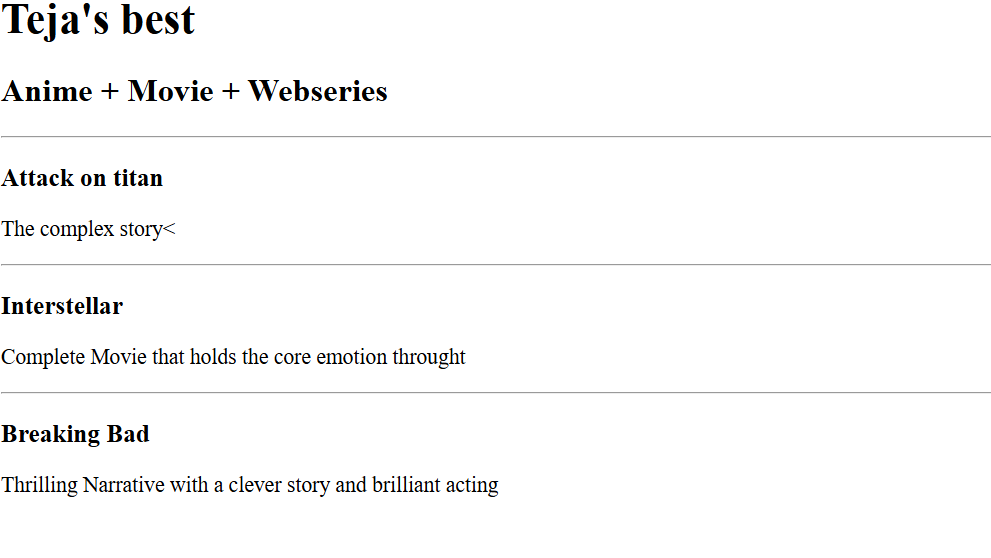 Teja's best
Anime + Movie + Webseries
Attack on titan
The complex story<
Interstellar
Complete Movie that holds the core emotion throught
Breaking Bad
Thrilling Narrative with a clever story and brilliant acting